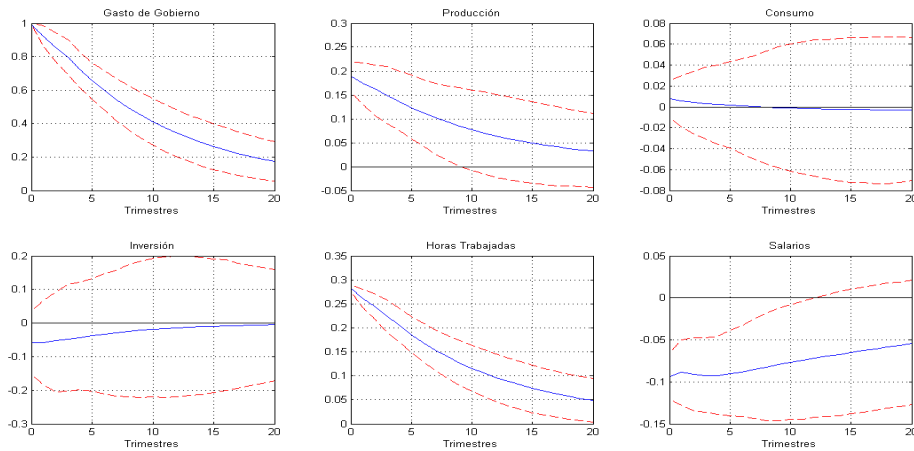 Gasto de Gobierno
1
0.8
0.6
0.4
0.2
0
0 5 10 15 20
Trimestres
Producción
0.3
0.25
0.2
0.15
0.1
0.05
0
-0.05
0 5 10 15 20
Trimestres
Consumo
0.08
0.06
0.04
0.02
0
-0.02
-0.04
-0.06
-0.08
0 5 10 15 20
Trimestres
Inversión
0.2
0.1
0
-0.1
-0.2
-0.3
0 5 10 15 20
Trimestres
Horas Trabajadas
0.35
0.3
0.25
0.2
0.15
0.1
0.05
0
0 5 10 15 20
Trimestres
Salarios
0.05
0
-0.05
-0.1
-0.15
0 5 10 15 20
Trimestres